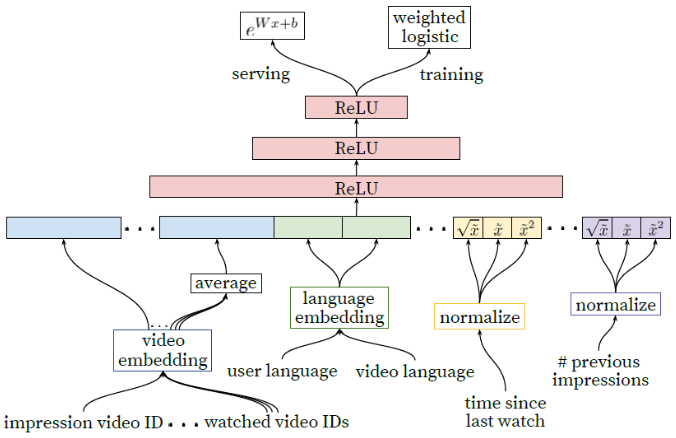 e^{Wx+b}
weighted
logistic
serving
training
ReLU
ReLU
ReLU
. . .
. . .
√x̃ x̃ x̃²
. . .
√x̃ x̃ x̃²
average
. . .
video
embedding
language
embedding
normalize
normalize
user language
video language
time since
last watch
# previous
impressions
impression video ID . . . watched video IDs